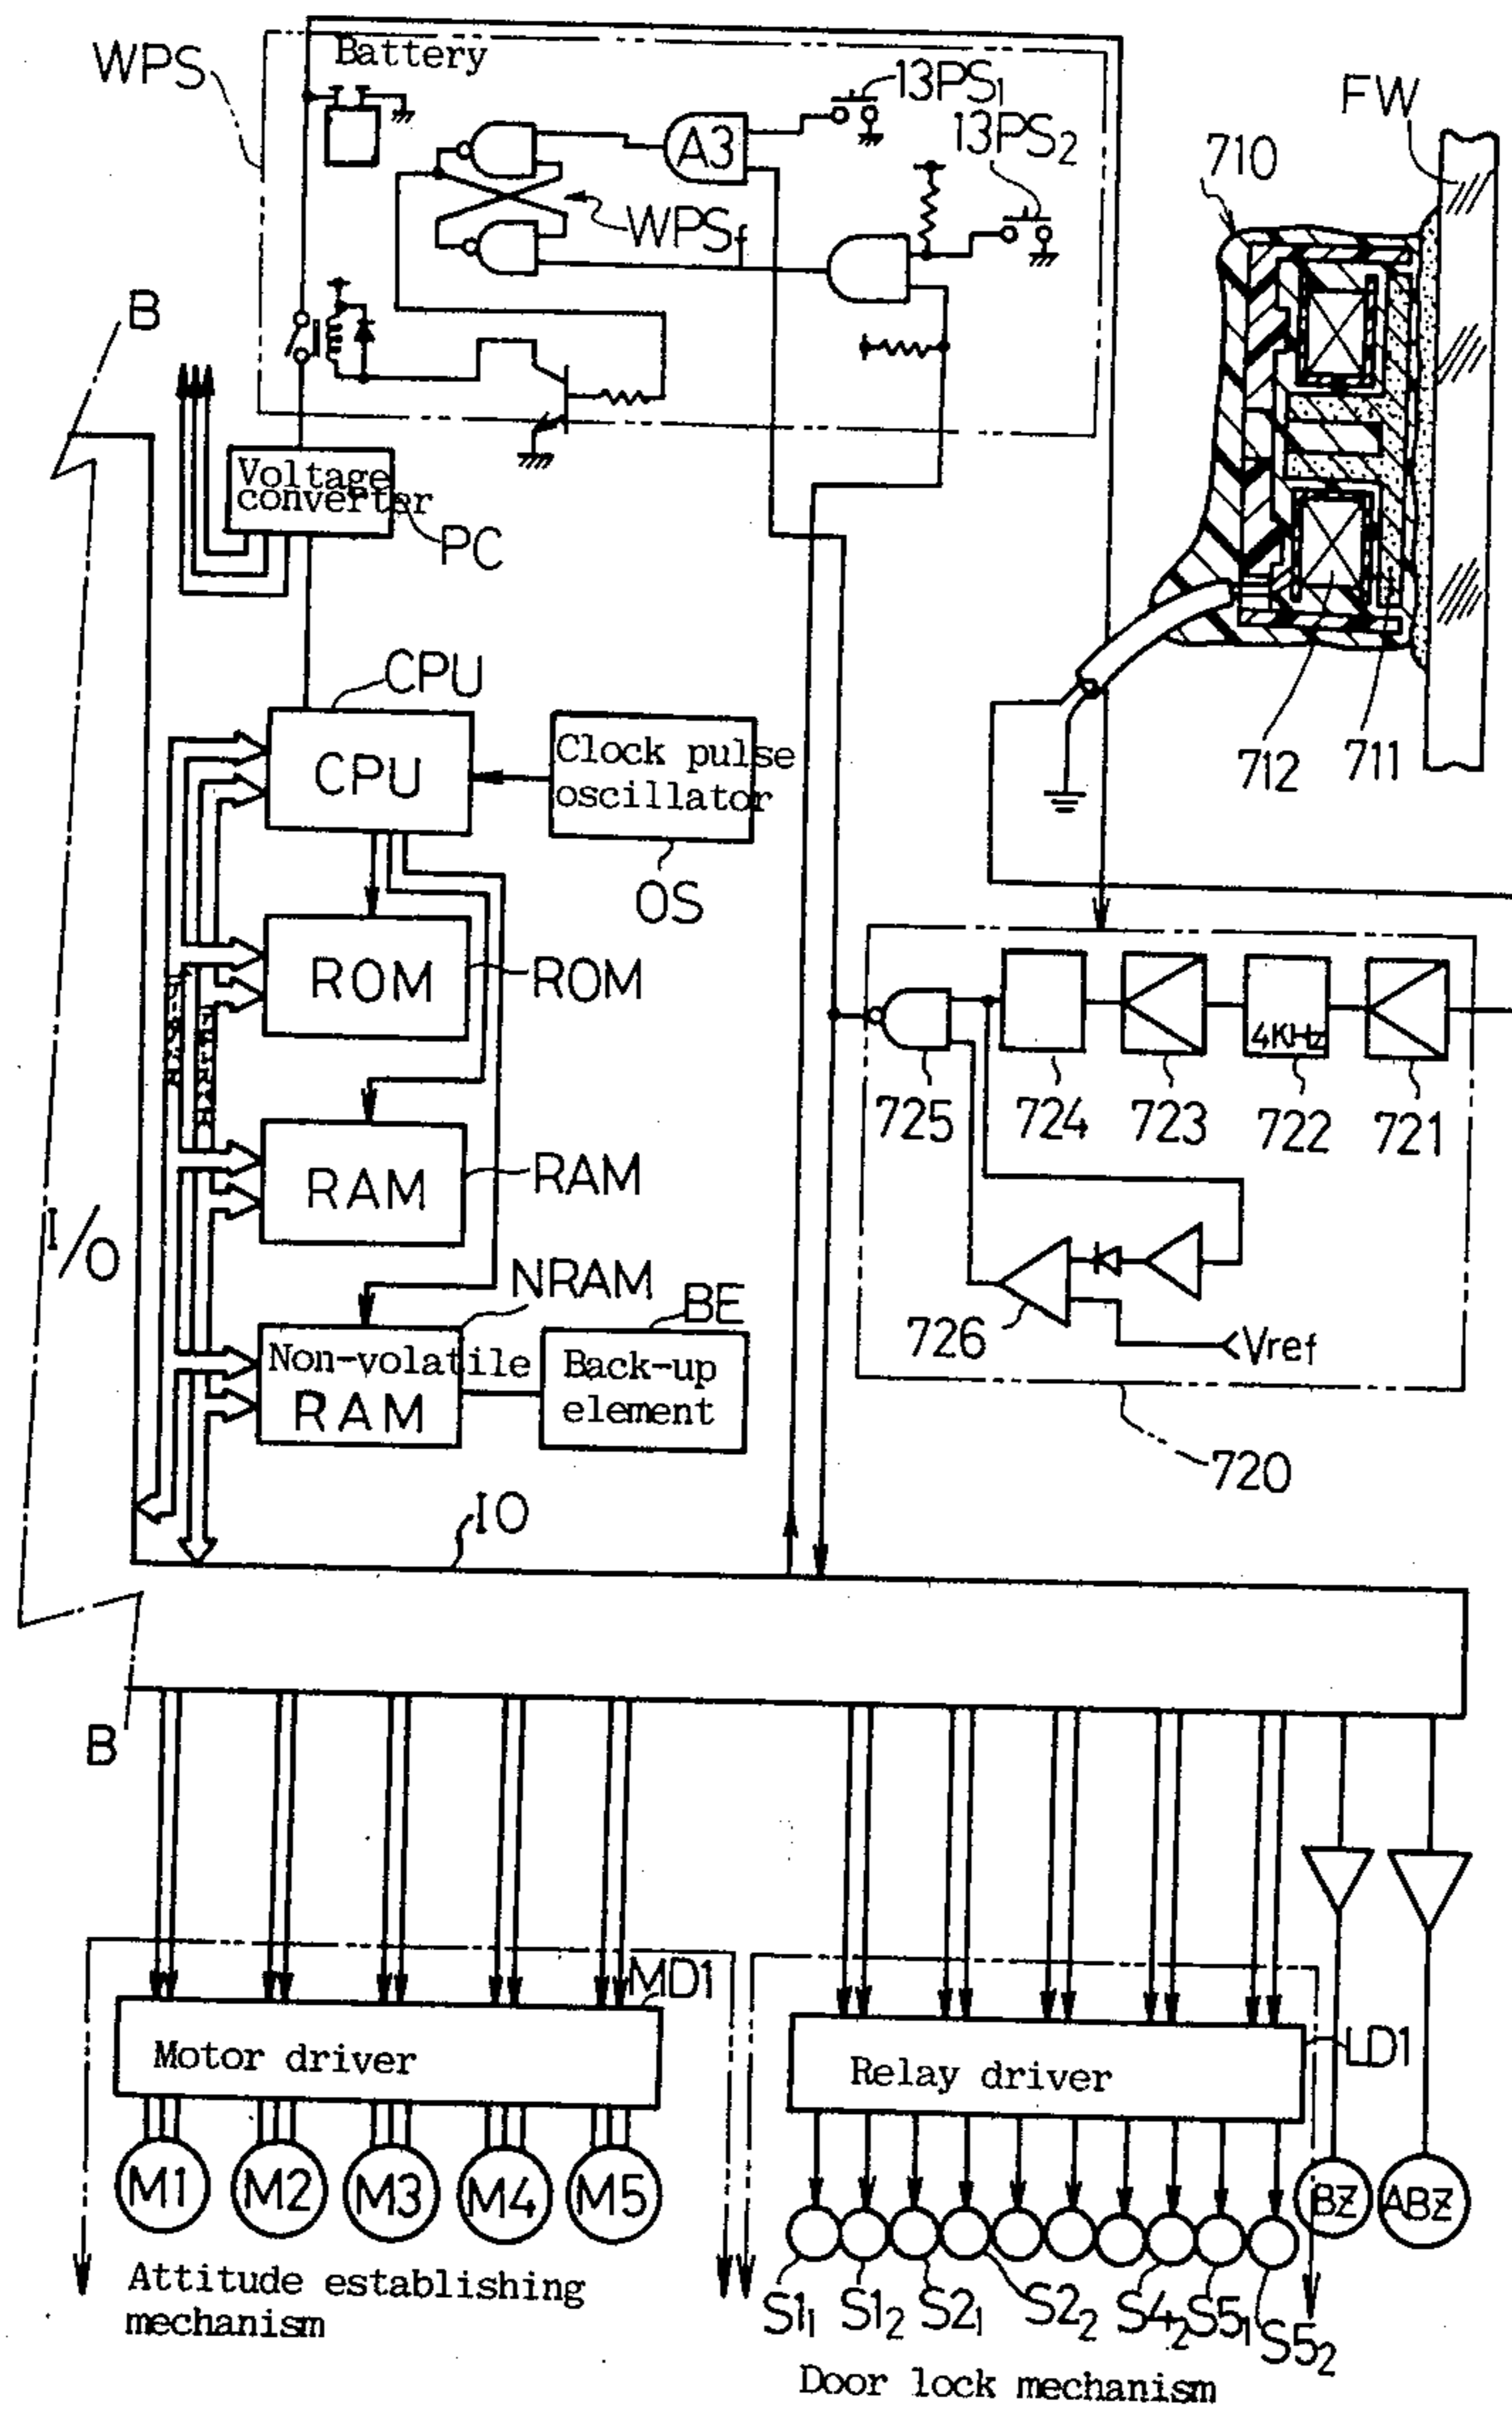 WPS
Battery
13PS1
13PS2
A3
WPSf
FW
710
B
Voltage
converter
PC
712
711
CPU
CPU
Clock pulse
oscillator
OS
ROM
ROM
4KHz
725
724
723
722
721
RAM
RAM
I/O
NRAM
BE
Non-volatile
RAM
Back-up
element
726
Vref
720
IO
B
MD1
Motor driver
LD1
Relay driver
M1
M2
M3
M4
M5
BZ
ABZ
S11
S12
S21
S22
S42
S51
S52
Attitude establishing
mechanism
Door lock mechanism